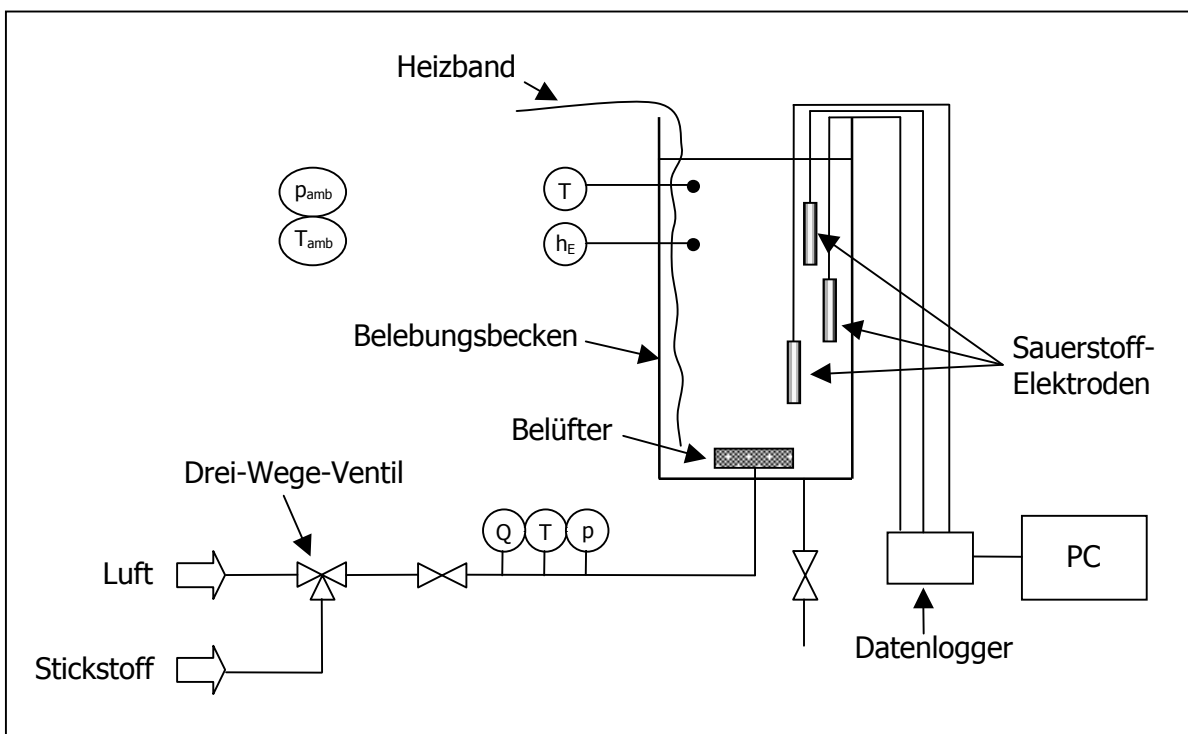 Heizband
p_amb
T_amb
T
h_E
Belebungsbecken
Sauerstoff-
Elektroden
Belüfter
Drei-Wege-Ventil
Q
T
p
Luft
PC
Stickstoff
Datenlogger